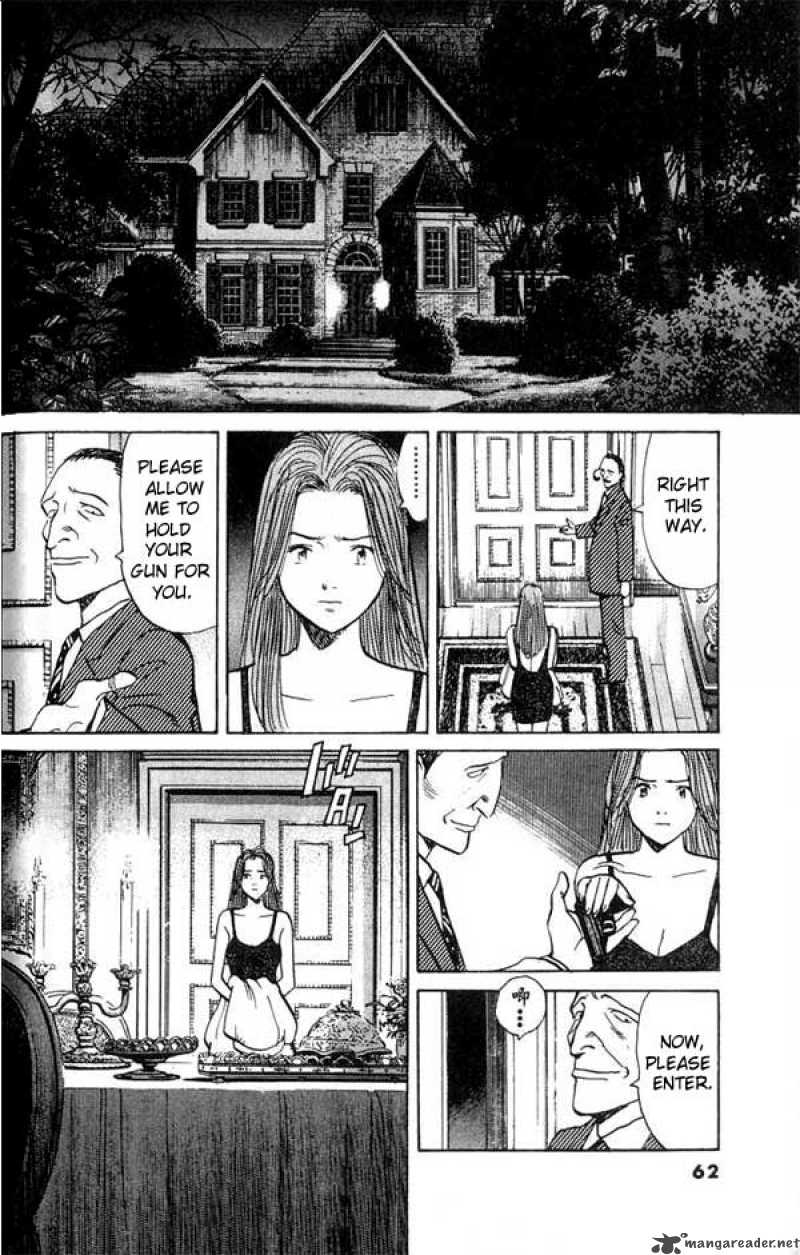 RIGHT
THIS
WAY.
........
PLEASE
ALLOW
ME TO
HOLD
YOUR
GUN FOR
YOU.
NOW,
PLEASE
ENTER.
62
mangareader.net